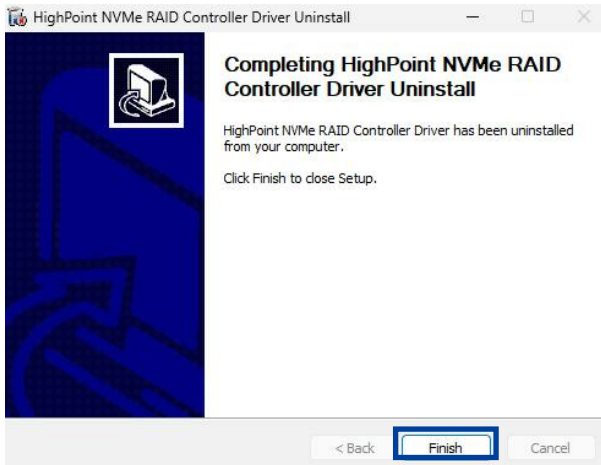 HighPoint NVMe RAID Controller Driver Uninstall
Completing HighPoint NVMe RAID
Controller Driver Uninstall
HighPoint NVMe RAID Controller Driver has been uninstalled
from your computer.
Click Finish to close Setup.
< Back Finish Cancel